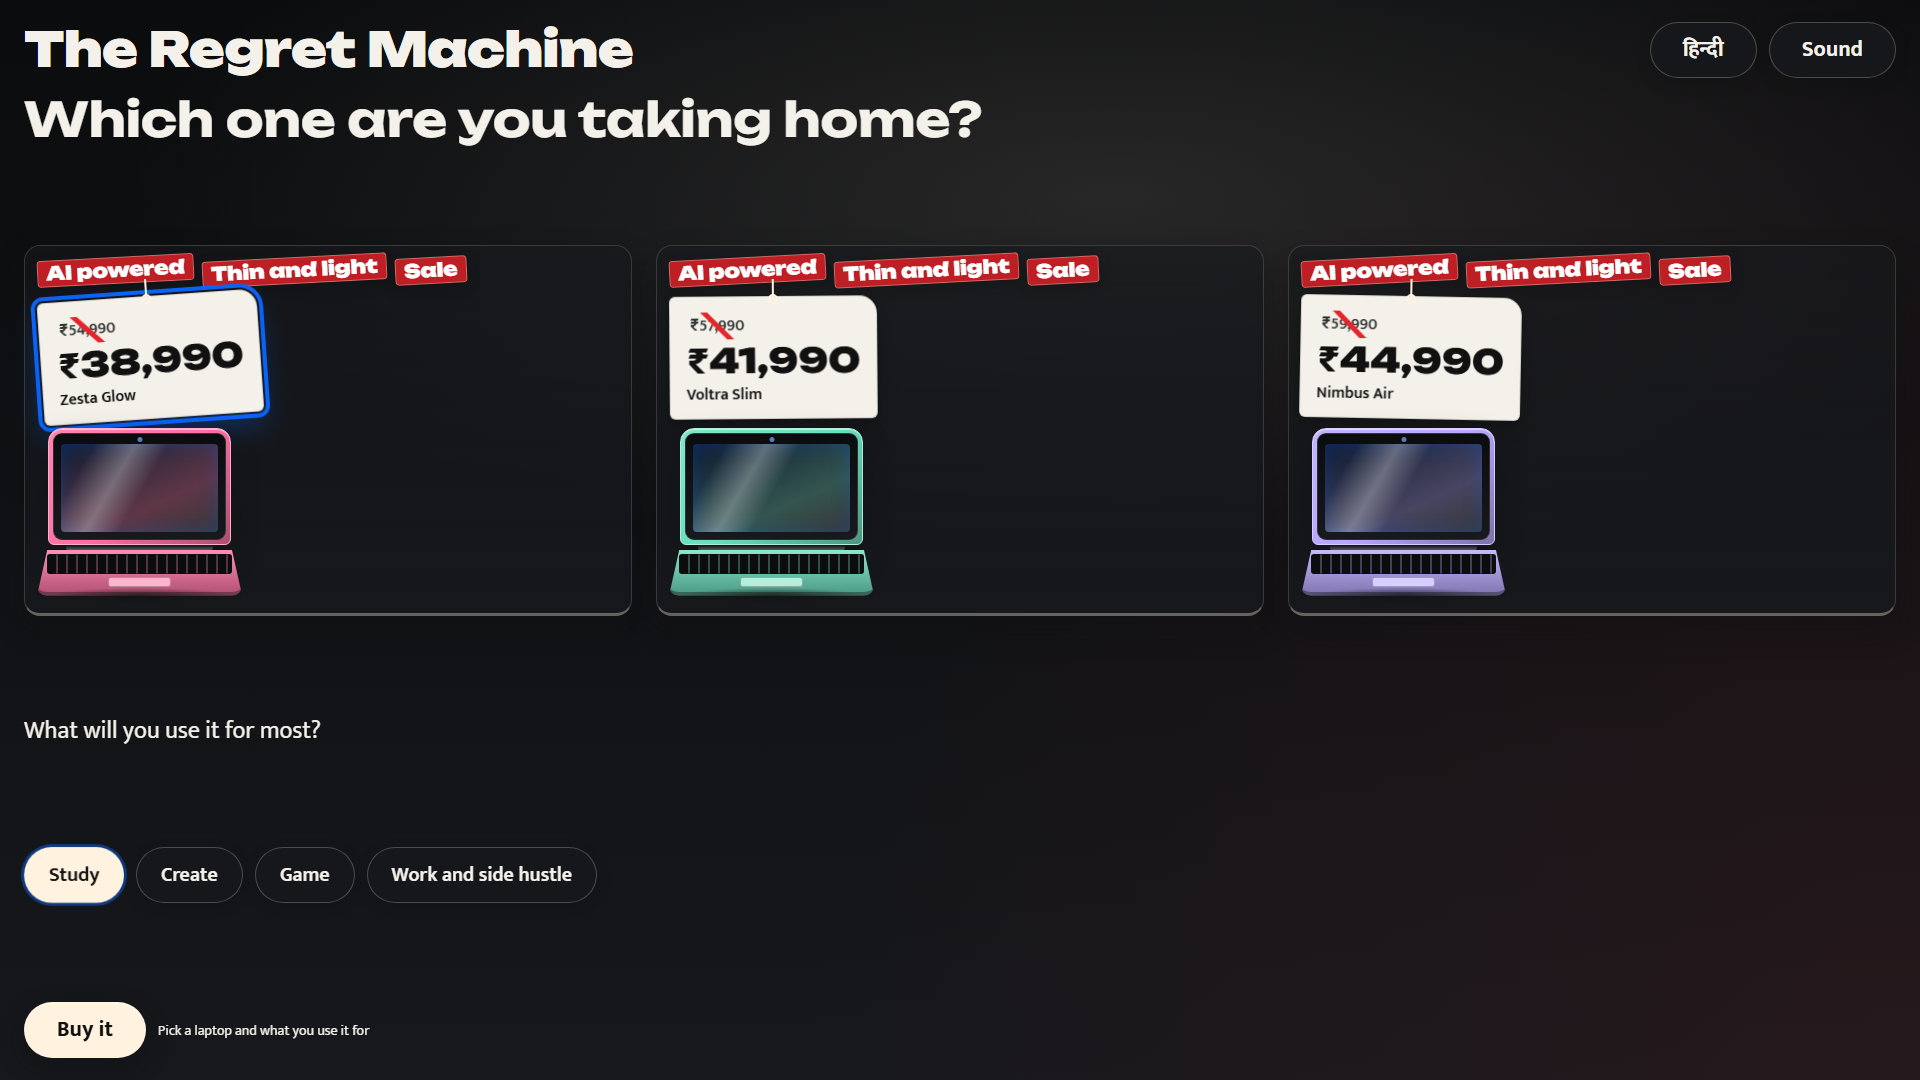 The Regret Machine
हिन्दी
Sound
Which one are you taking home?
AI powered
Thin and light
Sale
₹54,990
₹38,990
Zesta Glow
AI powered
Thin and light
Sale
₹57,990
₹41,990
Voltra Slim
AI powered
Thin and light
Sale
₹59,990
₹44,990
Nimbus Air
What will you use it for most?
Study
Create
Game
Work and side hustle
Buy it
Pick a laptop and what you use it for